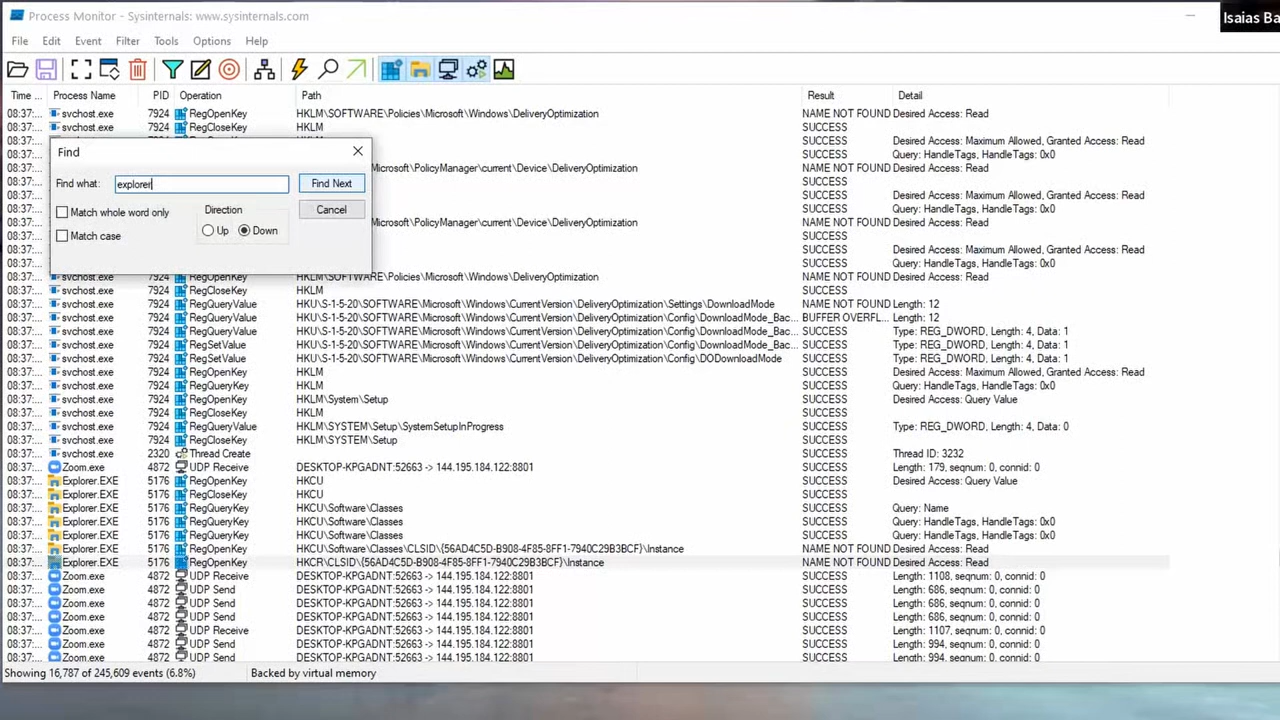 Process Monitor - Sysinternals: www.sysinternals.com
Isaias Ba
File Edit Event Filter Tools Options Help
Time ... Process Name PID Operation Path Result Detail
08:37:... svchost.exe 7924 RegOpenKey HKLM\SOFTWARE\Policies\Microsoft\Windows\DeliveryOptimization NAME NOT FOUND Desired Access: Read
08:37:... svchost.exe 7924 RegCloseKey HKLM SUCCESS
SUCCESS Desired Access: Maximum Allowed, Granted Access: Read
Find
08:37:... SUCCESS Query: HandleTags, HandleTags: 0x0
08:37:... Microsoft\PolicyManager\current\Device\DeliveryOptimization NAME NOT FOUND Desired Access: Read
08:37:... SUCCESS
Find what: explorer Find Next
08:37:... SUCCESS Desired Access: Maximum Allowed, Granted Access: Read
08:37:... SUCCESS Query: HandleTags, HandleTags: 0x0
Match whole word only Direction Cancel
08:37:... Microsoft\PolicyManager\current\Device\DeliveryOptimization NAME NOT FOUND Desired Access: Read
Up Down
08:37:... SUCCESS
Match case
08:37:... SUCCESS Desired Access: Maximum Allowed, Granted Access: Read
08:37:... SUCCESS Query: HandleTags, HandleTags: 0x0
08:37:... svchost.exe 7924 RegOpenKey HKLM\SOFTWARE\Policies\Microsoft\Windows\DeliveryOptimization NAME NOT FOUND Desired Access: Read
08:37:... svchost.exe 7924 RegCloseKey HKLM SUCCESS
08:37:... svchost.exe 7924 RegQueryValue HKU\S-1-5-20\SOFTWARE\Microsoft\Windows\CurrentVersion\DeliveryOptimization\Settings\DownloadMode NAME NOT FOUND Length: 12
08:37:... svchost.exe 7924 RegQueryValue HKU\S-1-5-20\SOFTWARE\Microsoft\Windows\CurrentVersion\DeliveryOptimization\Config\DownloadMode_Bac... BUFFER OVERFL... Length: 12
08:37:... svchost.exe 7924 RegQueryValue HKU\S-1-5-20\SOFTWARE\Microsoft\Windows\CurrentVersion\DeliveryOptimization\Config\DownloadMode_Bac... SUCCESS Type: REG_DWORD, Length: 4, Data: 1
08:37:... svchost.exe 7924 RegSetValue HKU\S-1-5-20\SOFTWARE\Microsoft\Windows\CurrentVersion\DeliveryOptimization\Config\DownloadMode_Bac... SUCCESS Type: REG_DWORD, Length: 4, Data: 1
08:37:... svchost.exe 7924 RegSetValue HKU\S-1-5-20\SOFTWARE\Microsoft\Windows\CurrentVersion\DeliveryOptimization\Config\DODownloadMode SUCCESS Type: REG_DWORD, Length: 4, Data: 1
08:37:... svchost.exe 7924 RegOpenKey HKLM SUCCESS Desired Access: Maximum Allowed, Granted Access: Read
08:37:... svchost.exe 7924 RegQueryKey HKLM SUCCESS Query: HandleTags, HandleTags: 0x0
08:37:... svchost.exe 7924 RegOpenKey HKLM\System\Setup SUCCESS Desired Access: Query Value
08:37:... svchost.exe 7924 RegCloseKey HKLM SUCCESS
08:37:... svchost.exe 7924 RegQueryValue HKLM\SYSTEM\Setup\SystemSetupInProgress SUCCESS Type: REG_DWORD, Length: 4, Data: 0
08:37:... svchost.exe 7924 RegCloseKey HKLM\SYSTEM\Setup SUCCESS
08:37:... svchost.exe 2320 Thread Create SUCCESS Thread ID: 3232
08:37:... Zoom.exe 4872 UDP Receive DESKTOP-KPGADNT:52663 -> 144.195.184.122:8801 SUCCESS Length: 179, seqnum: 0, connid: 0
08:37:... Explorer.EXE 5176 RegOpenKey HKCU SUCCESS Desired Access: Query Value
08:37:... Explorer.EXE 5176 RegCloseKey HKCU SUCCESS
08:37:... Explorer.EXE 5176 RegQueryKey HKCU\Software\Classes SUCCESS Query: Name
08:37:... Explorer.EXE 5176 RegQueryKey HKCU\Software\Classes SUCCESS Query: HandleTags, HandleTags: 0x0
08:37:... Explorer.EXE 5176 RegQueryKey HKCU\Software\Classes SUCCESS Query: HandleTags, HandleTags: 0x0
08:37:... Explorer.EXE 5176 RegOpenKey HKCU\Software\Classes\CLSID\{56AD4C5D-B908-4F85-8FF1-7940C29B3BCF}\Instance NAME NOT FOUND Desired Access: Read
08:37:... Explorer.EXE 5176 RegOpenKey HKCR\CLSID\{56AD4C5D-B908-4F85-8FF1-7940C29B3BCF}\Instance NAME NOT FOUND Desired Access: Read
08:37:... Zoom.exe 4872 UDP Receive DESKTOP-KPGADNT:52663 -> 144.195.184.122:8801 SUCCESS Length: 1108, seqnum: 0, connid: 0
08:37:... Zoom.exe 4872 UDP Send DESKTOP-KPGADNT:52663 -> 144.195.184.122:8801 SUCCESS Length: 686, seqnum: 0, connid: 0
08:37:... Zoom.exe 4872 UDP Send DESKTOP-KPGADNT:52663 -> 144.195.184.122:8801 SUCCESS Length: 686, seqnum: 0, connid: 0
08:37:... Zoom.exe 4872 UDP Send DESKTOP-KPGADNT:52663 -> 144.195.184.122:8801 SUCCESS Length: 686, seqnum: 0, connid: 0
08:37:... Zoom.exe 4872 UDP Receive DESKTOP-KPGADNT:52663 -> 144.195.184.122:8801 SUCCESS Length: 1107, seqnum: 0, connid: 0
08:37:... Zoom.exe 4872 UDP Send DESKTOP-KPGADNT:52663 -> 144.195.184.122:8801 SUCCESS Length: 994, seqnum: 0, connid: 0
08:37:... Zoom.exe 4872 UDP Send DESKTOP-KPGADNT:52663 -> 144.195.184.122:8801 SUCCESS Length: 994, seqnum: 0, connid: 0
Showing 16,787 of 245,609 events (6.8%) Backed by virtual memory